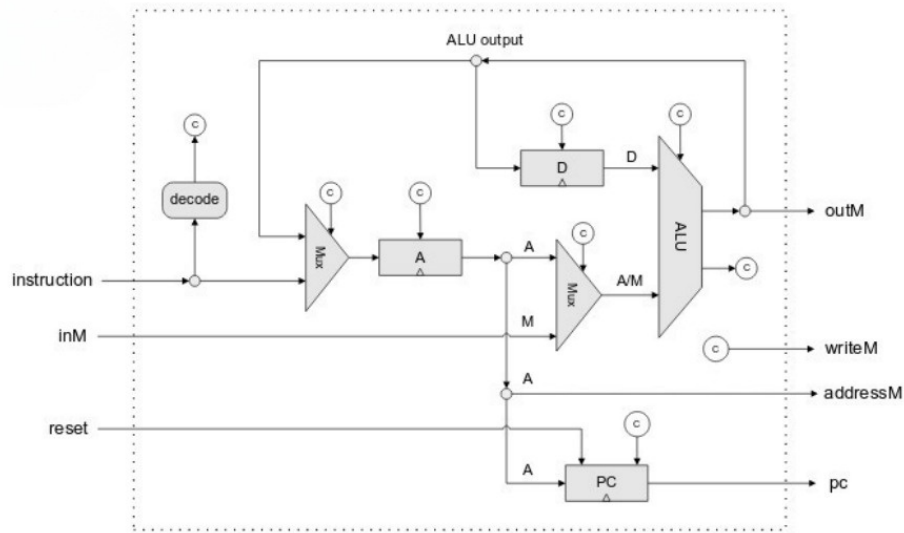 ALU output
C
C
C
D
D
decode
C
C
ALU
outM
Mux
A
A
C
Mux
A/M
C
instruction
inM
M
C
writeM
A
addressM
reset
C
A
PC
pc